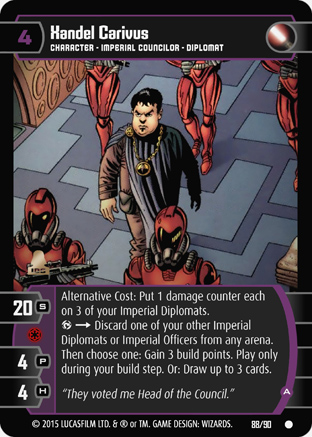 4
Xandel Carivus
CHARACTER - IMPERIAL COUNCILOR - DIPLOMAT
20 S
4 P
4 H
Alternative Cost: Put 1 damage counter each
on 3 of your Imperial Diplomats.
→ Discard one of your other Imperial
Diplomats or Imperial Officers from any arena.
Then choose one: Gain 3 build points. Play only
during your build step. Or: Draw up to 3 cards.
“They voted me Head of the Council.”
A
© 2015 LUCASFILM LTD. & ® or TM. GAME DESIGN: WIZARDS.
88/90